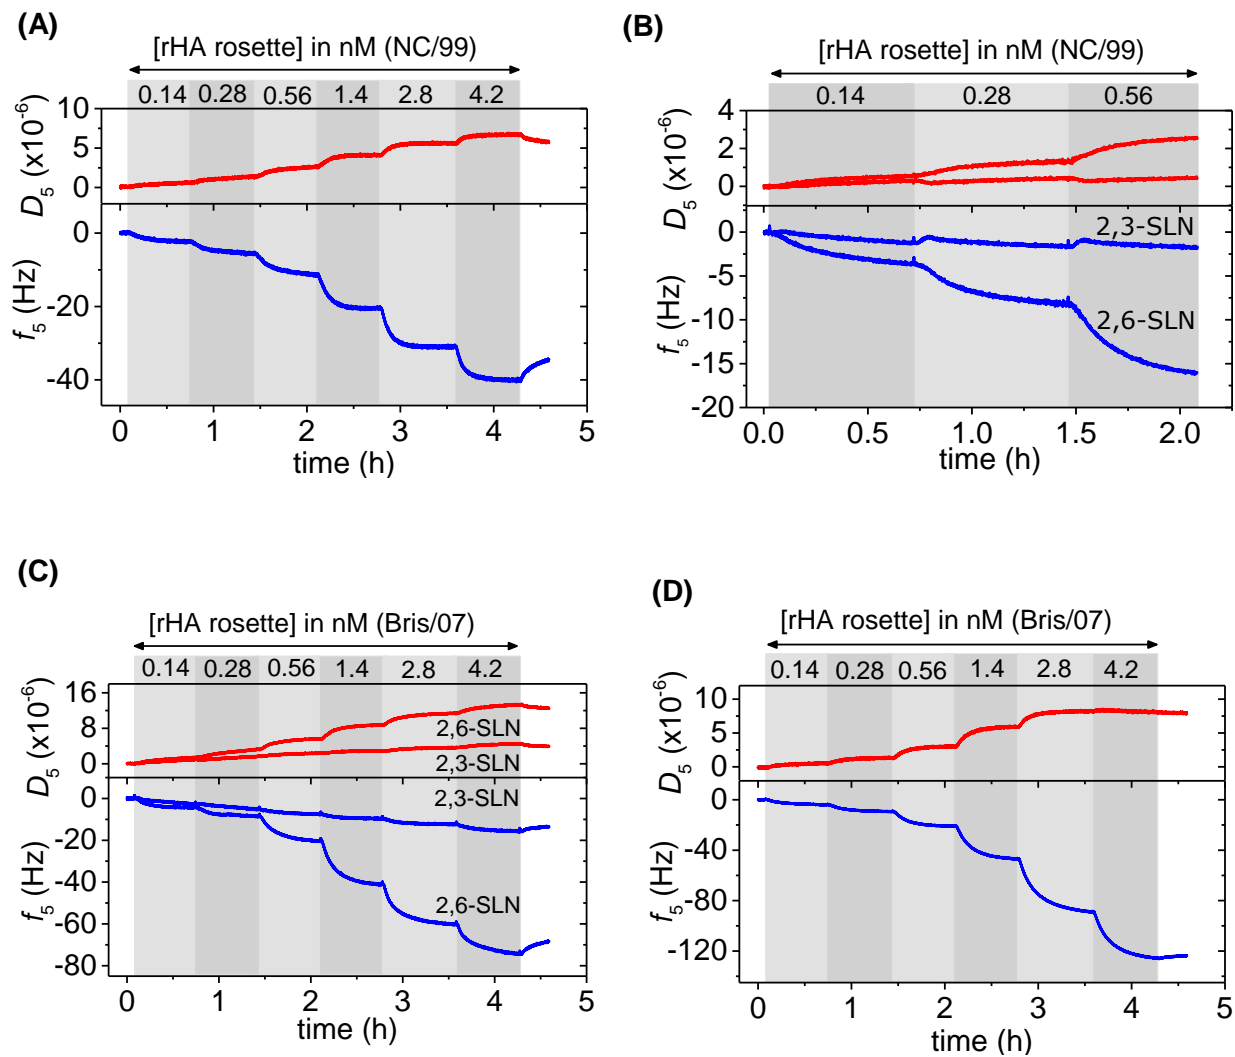 (A)
[rHA rosette] in nM (NC/99)
0.14 0.28 0.56 1.4 2.8 4.2
10
5
0
D5 (x10-6)
0
-20
-40
f5 (Hz)
0 1 2 3 4 5
time (h)
(B)
[rHA rosette] in nM (NC/99)
0.14 0.28 0.56
4
2
0
D5 (x10-6)
2,3-SLN
2,6-SLN
0
-5
-10
-15
-20
f5 (Hz)
0.0 0.5 1.0 1.5 2.0
time (h)
(C)
[rHA rosette] in nM (Bris/07)
0.14 0.28 0.56 1.4 2.8 4.2
16
8
0
D5 (x10-6)
2,6-SLN
2,3-SLN
2,3-SLN
2,6-SLN
0
-20
-40
-60
-80
f5 (Hz)
0 1 2 3 4 5
time (h)
(D)
[rHA rosette] in nM (Bris/07)
0.14 0.28 0.56 1.4 2.8 4.2
10
5
0
D5 (x10-6)
0
-40
-80
-120
f5 (Hz)
0 1 2 3 4 5
time (h)